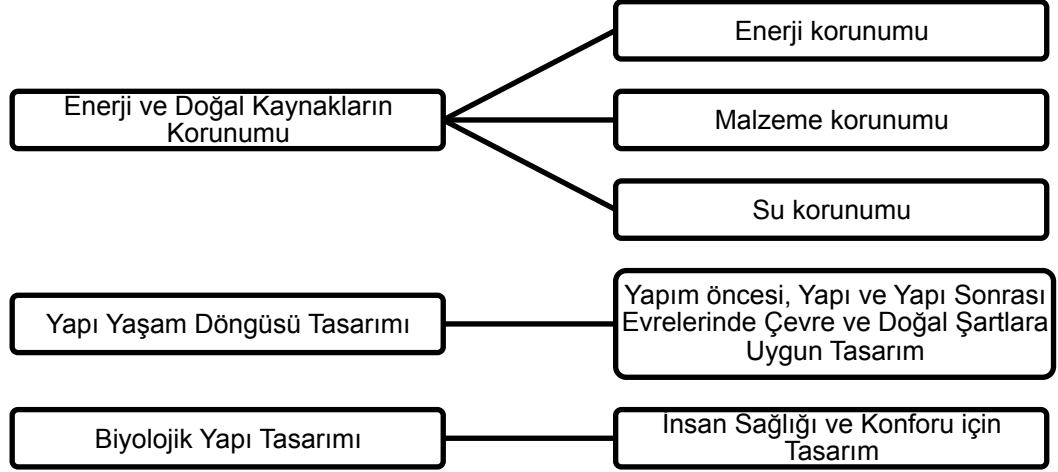 Enerji korunumu
Enerji ve Doğal Kaynakların
Korunumu
Malzeme korunumu
Su korunumu
Yapı Yaşam Döngüsü Tasarımı
Yapım öncesi, Yapı ve Yapı Sonrası
Evrelerinde Çevre ve Doğal Şartlara
Uygun Tasarım
Biyolojik Yapı Tasarımı
İnsan Sağlığı ve Konforu için
Tasarım